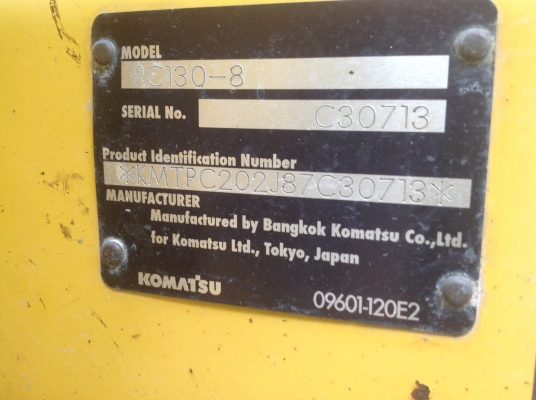 MODEL
PC130-8
SERIAL No.
C30713
Product Identification Number
*KMTPC202J87C30713*
MANUFACTURER
Manufactured by Bangkok Komatsu Co.,Ltd.
for Komatsu Ltd., Tokyo, Japan
KOMATSU
09601-120E2